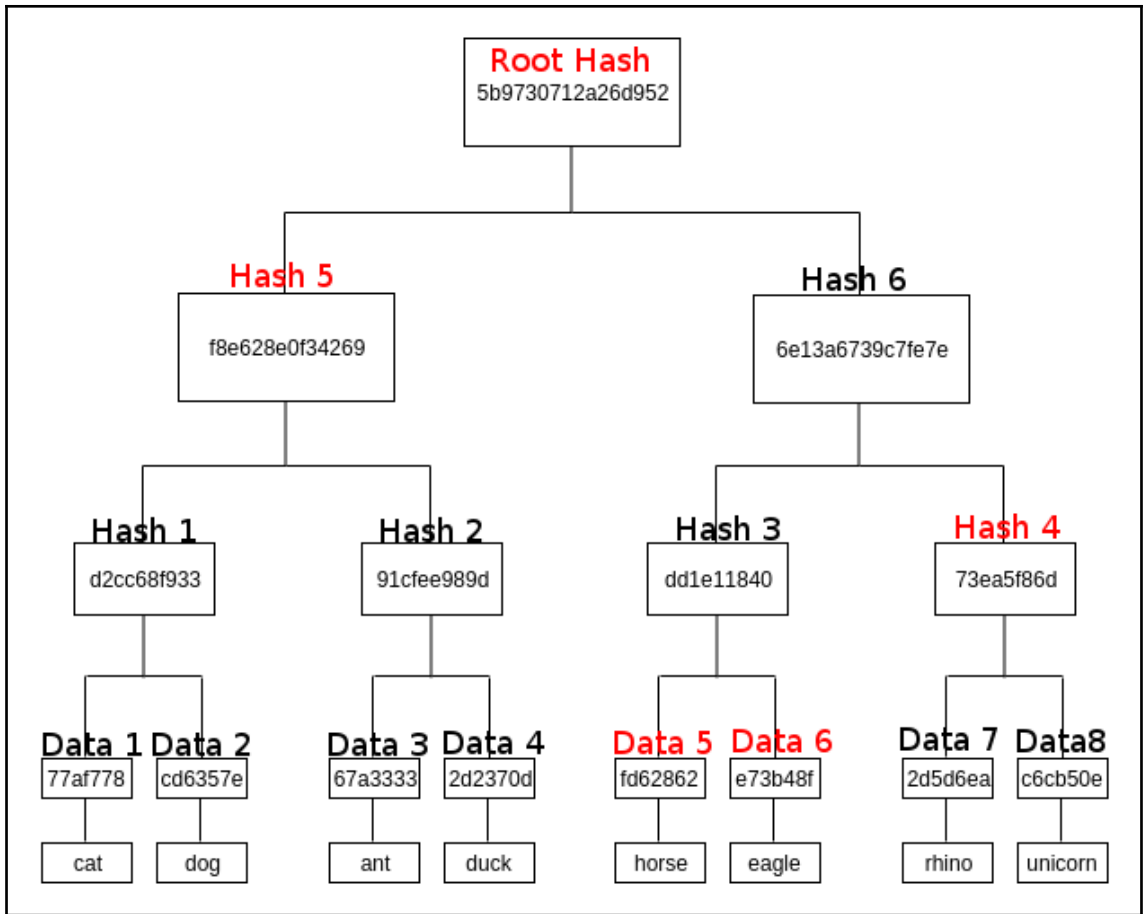 Root Hash
5b9730712a26d952
Hash 5
Hash 6
f8e628e0f34269
6e13a6739c7fe7e
Hash 1
Hash 2
Hash 3
Hash 4
d2cc68f933
91cfee989d
dd1e11840
73ea5f86d
Data 1
Data 2
Data 3
Data 4
Data 5
Data 6
Data 7
Data8
77af778
cd6357e
67a3333
2d2370d
fd62862
e73b48f
2d5d6ea
c6cb50e
cat
dog
ant
duck
horse
eagle
rhino
unicorn